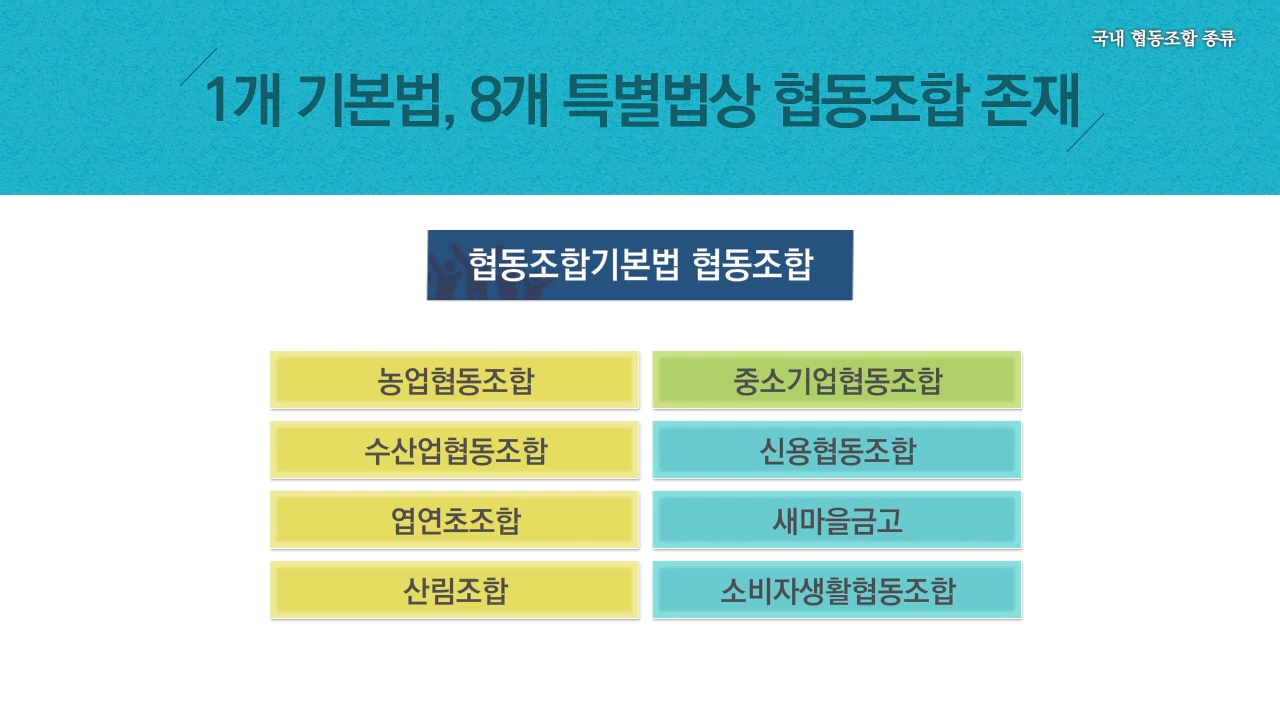 국내 협동조합 종류
1개 기본법, 8개 특별법상 협동조합 존재
협동조합기본법 협동조합
농업협동조합
중소기업협동조합
수산업협동조합
신용협동조합
엽연초조합
새마을금고
산림조합
소비자생활협동조합